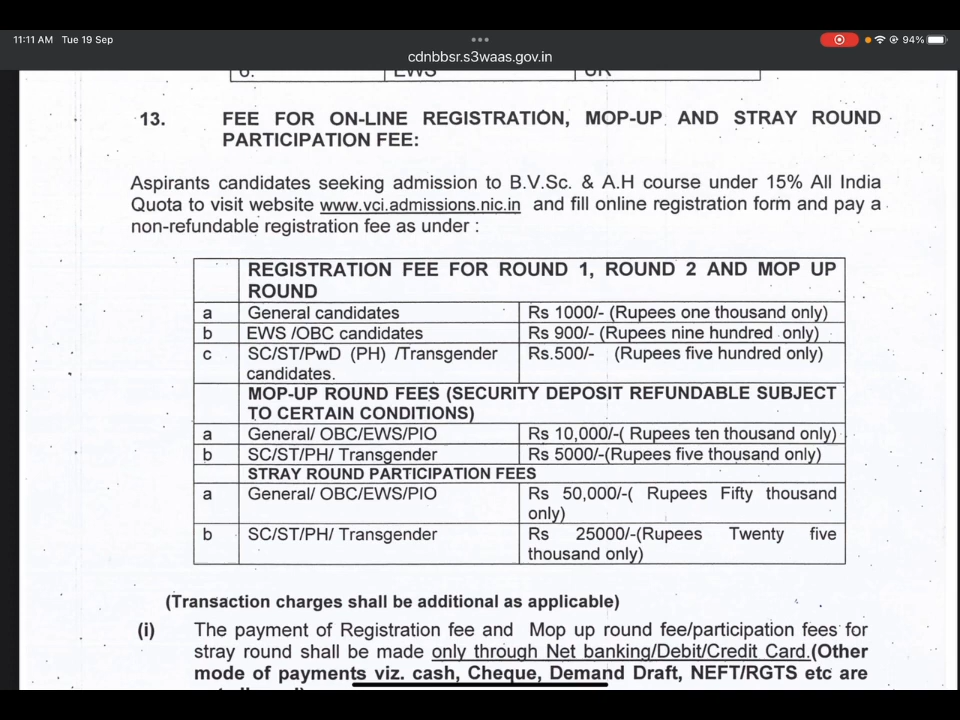 11:11 AM Tue 19 Sep
94%
cdnbbsr.s3waas.gov.in
EWS UR
13. FEE FOR ON-LINE REGISTRATION, MOP-UP AND STRAY ROUND
PARTICIPATION FEE:
Aspirants candidates seeking admission to B.V.Sc. & A.H course under 15% All India
Quota to visit website www.vci.admissions.nic.in and fill online registration form and pay a
non-refundable registration fee as under :
REGISTRATION FEE FOR ROUND 1, ROUND 2 AND MOP UP
ROUND
a General candidates Rs 1000/- (Rupees one thousand only)
b EWS /OBC candidates Rs 900/- (Rupees nine hundred only)
c SC/ST/PwD (PH) /Transgender Rs.500/- (Rupees five hundred only)
candidates.
MOP-UP ROUND FEES (SECURITY DEPOSIT REFUNDABLE SUBJECT
TO CERTAIN CONDITIONS)
a General/ OBC/EWS/PIO Rs 10,000/-( Rupees ten thousand only)
b SC/ST/PH/ Transgender Rs 5000/-(Rupees five thousand only)
STRAY ROUND PARTICIPATION FEES
a General/ OBC/EWS/PIO Rs 50,000/-( Rupees Fifty thousand
only)
b SC/ST/PH/ Transgender Rs 25000/-(Rupees Twenty five
thousand only)
(Transaction charges shall be additional as applicable)
(i) The payment of Registration fee and Mop up round fee/participation fees for
stray round shall be made only through Net banking/Debit/Credit Card.(Other
mode of payments viz. cash, Cheque, Demand Draft, NEFT/RGTS etc are